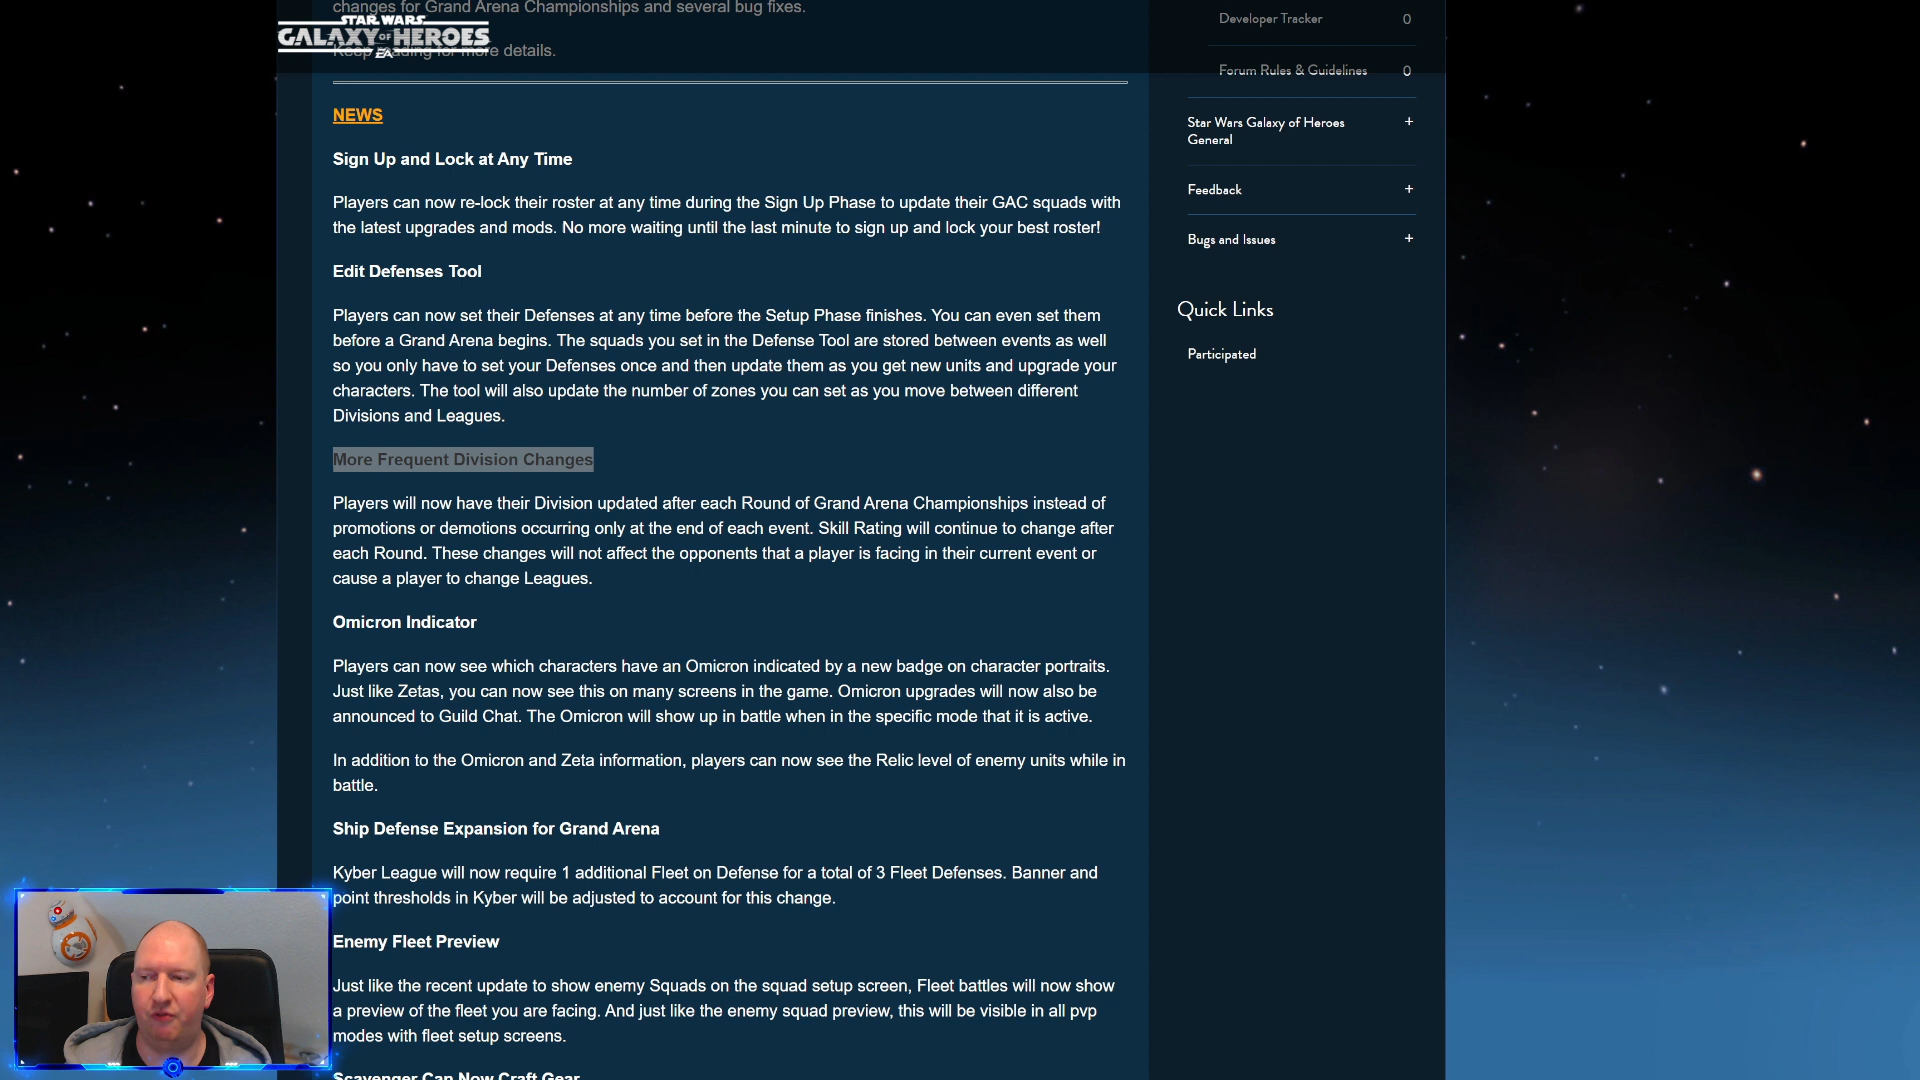 changes for Grand Arena Championships and several bug fixes.
STAR WARS
GALAXY OF HEROES
EA
Keep reading for more details.
NEWS
Sign Up and Lock at Any Time
Players can now re-lock their roster at any time during the Sign Up Phase to update their GAC squads with
the latest upgrades and mods. No more waiting until the last minute to sign up and lock your best roster!
Edit Defenses Tool
Players can now set their Defenses at any time before the Setup Phase finishes. You can even set them
before a Grand Arena begins. The squads you set in the Defense Tool are stored between events as well
so you only have to set your Defenses once and then update them as you get new units and upgrade your
characters. The tool will also update the number of zones you can set as you move between different
Divisions and Leagues.
More Frequent Division Changes
Players will now have their Division updated after each Round of Grand Arena Championships instead of
promotions or demotions occurring only at the end of each event. Skill Rating will continue to change after
each Round. These changes will not affect the opponents that a player is facing in their current event or
cause a player to change Leagues.
Omicron Indicator
Players can now see which characters have an Omicron indicated by a new badge on character portraits.
Just like Zetas, you can now see this on many screens in the game. Omicron upgrades will now also be
announced to Guild Chat. The Omicron will show up in battle when in the specific mode that it is active.
In addition to the Omicron and Zeta information, players can now see the Relic level of enemy units while in
battle.
Ship Defense Expansion for Grand Arena
Kyber League will now require 1 additional Fleet on Defense for a total of 3 Fleet Defenses. Banner and
point thresholds in Kyber will be adjusted to account for this change.
Enemy Fleet Preview
Just like the recent update to show enemy Squads on the squad setup screen, Fleet battles will now show
a preview of the fleet you are facing. And just like the enemy squad preview, this will be visible in all pvp
modes with fleet setup screens.
Scavenger Can Now Craft Gear
Developer Tracker 0
Forum Rules & Guidelines 0
Star Wars Galaxy of Heroes +
General
Feedback +
Bugs and Issues +
Quick Links
Participated